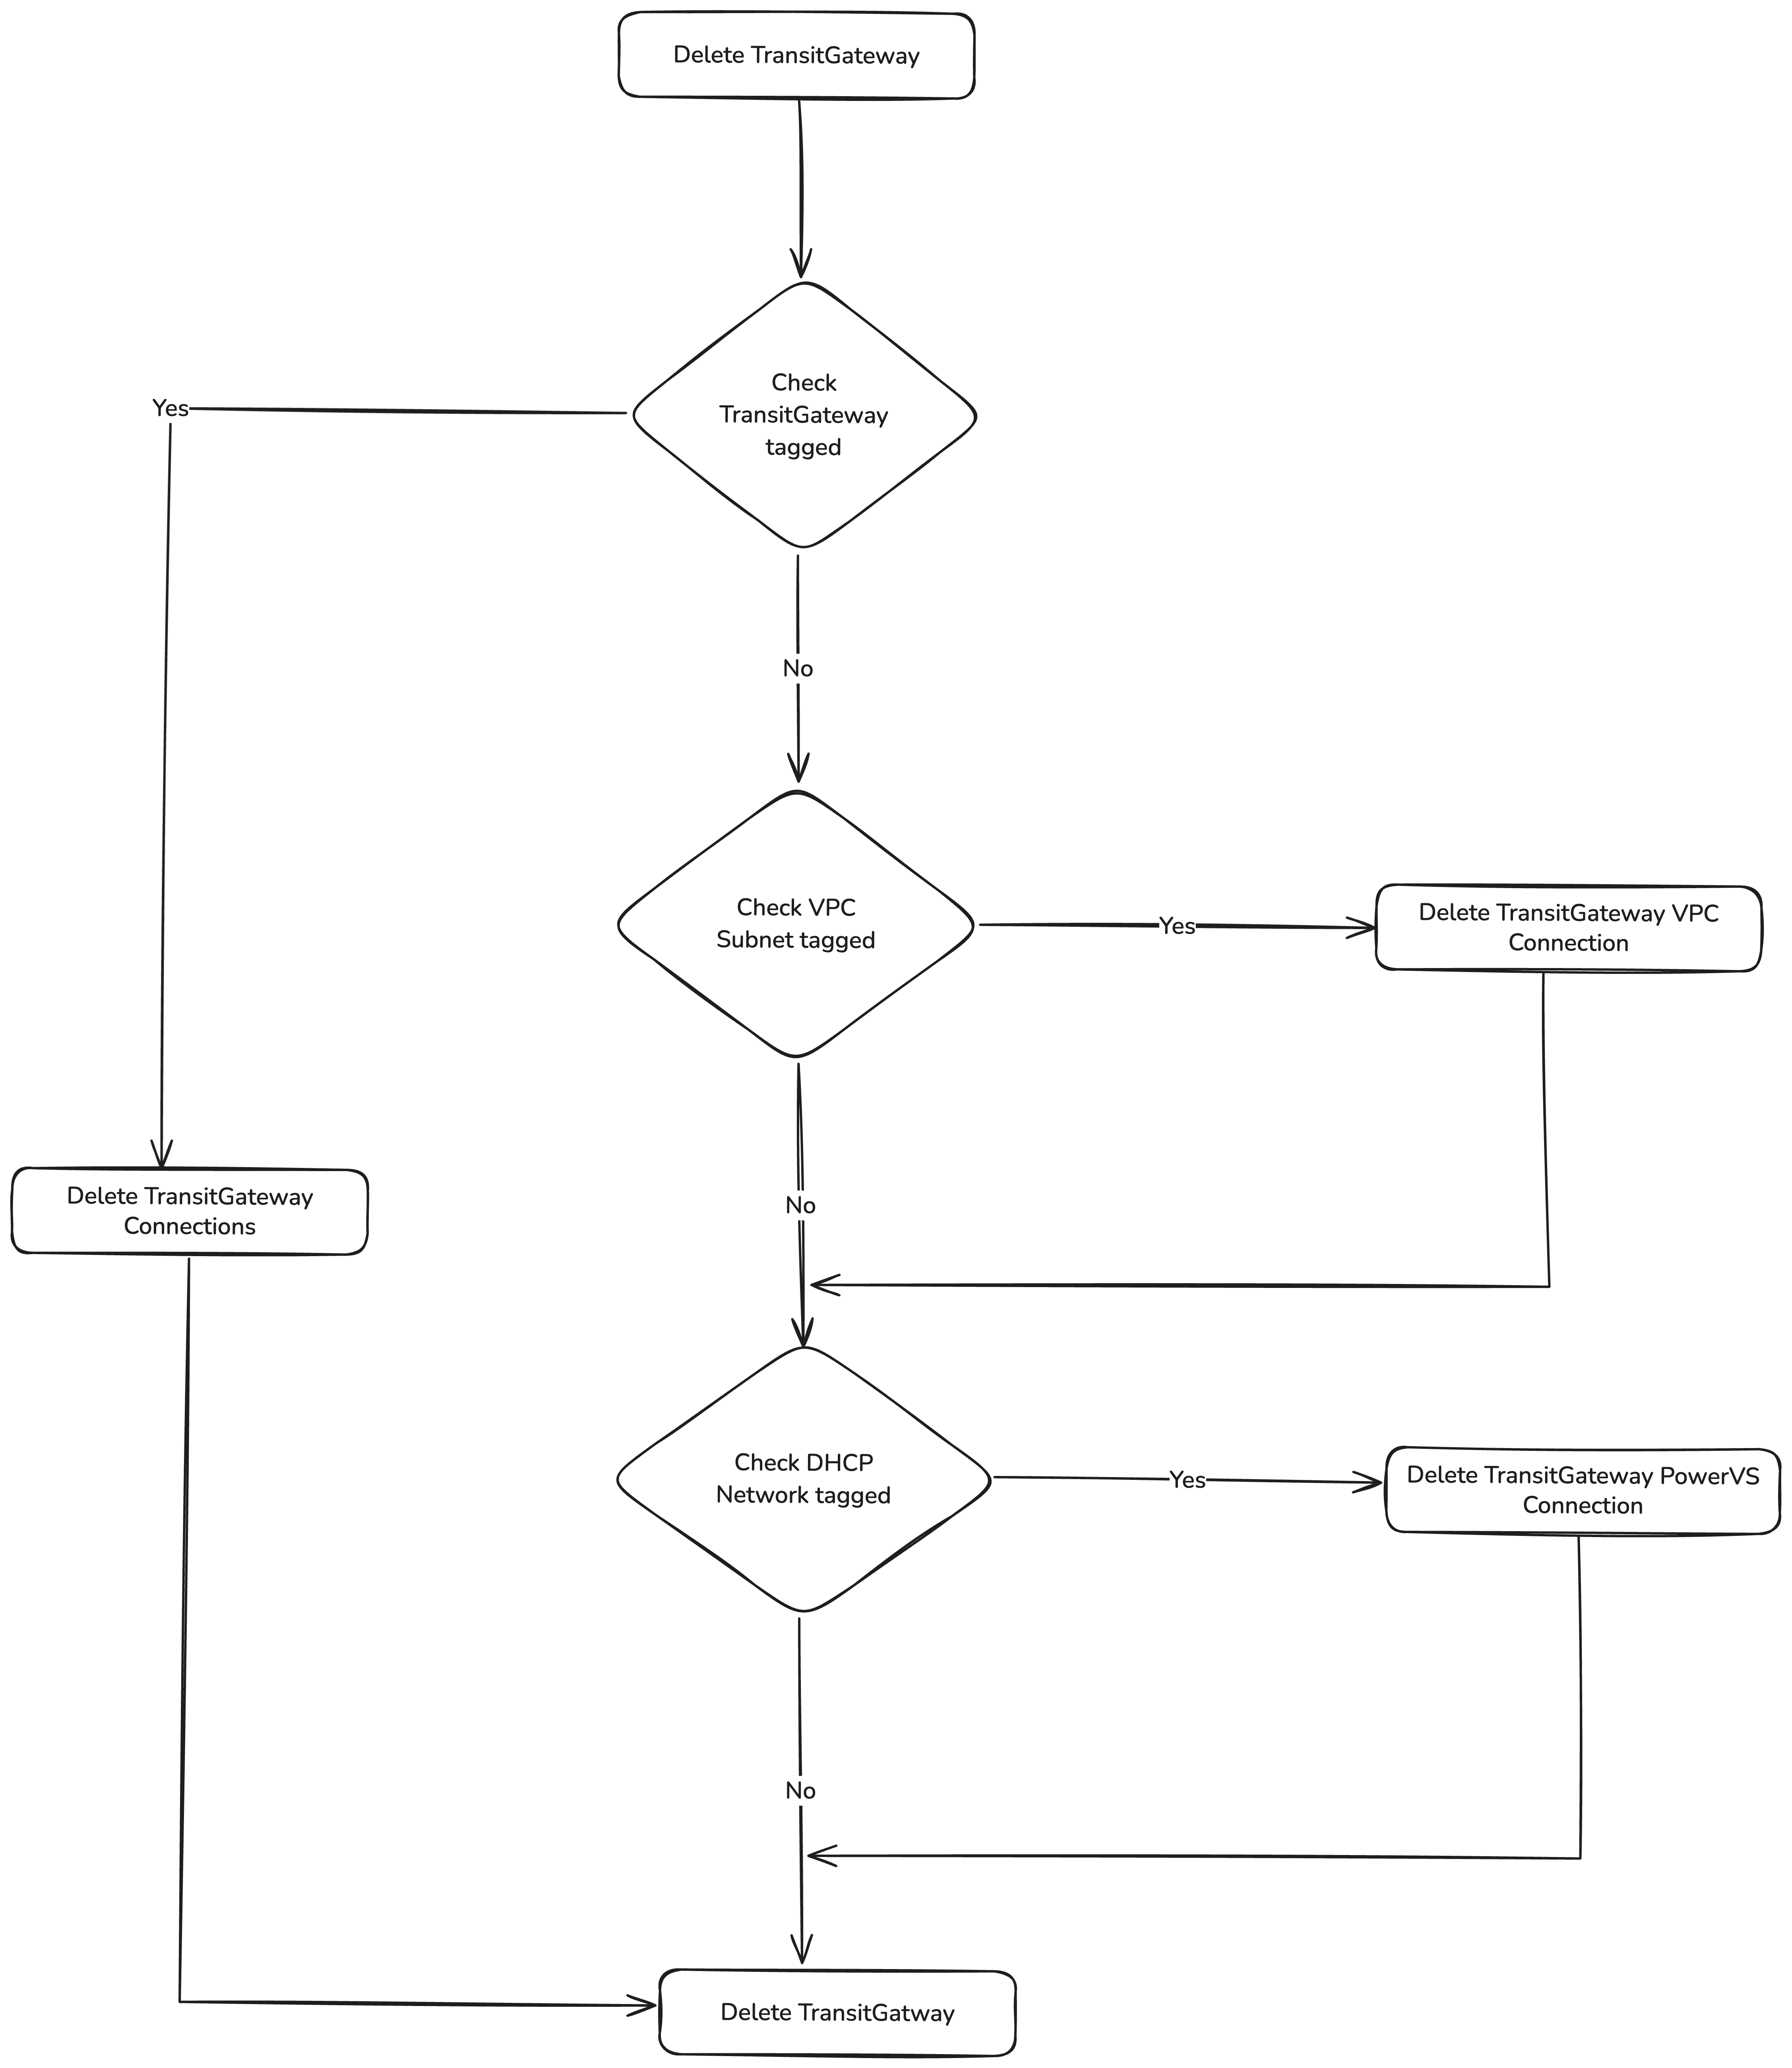 Delete TransitGateway
Check
TransitGateway
tagged
Yes
No
Check VPC
Subnet tagged
Yes
Delete TransitGateway VPC
Connection
Delete TransitGateway
Connections
No
Check DHCP
Network tagged
Yes
Delete TransitGateway PowerVS
Connection
No
Delete TransitGatway